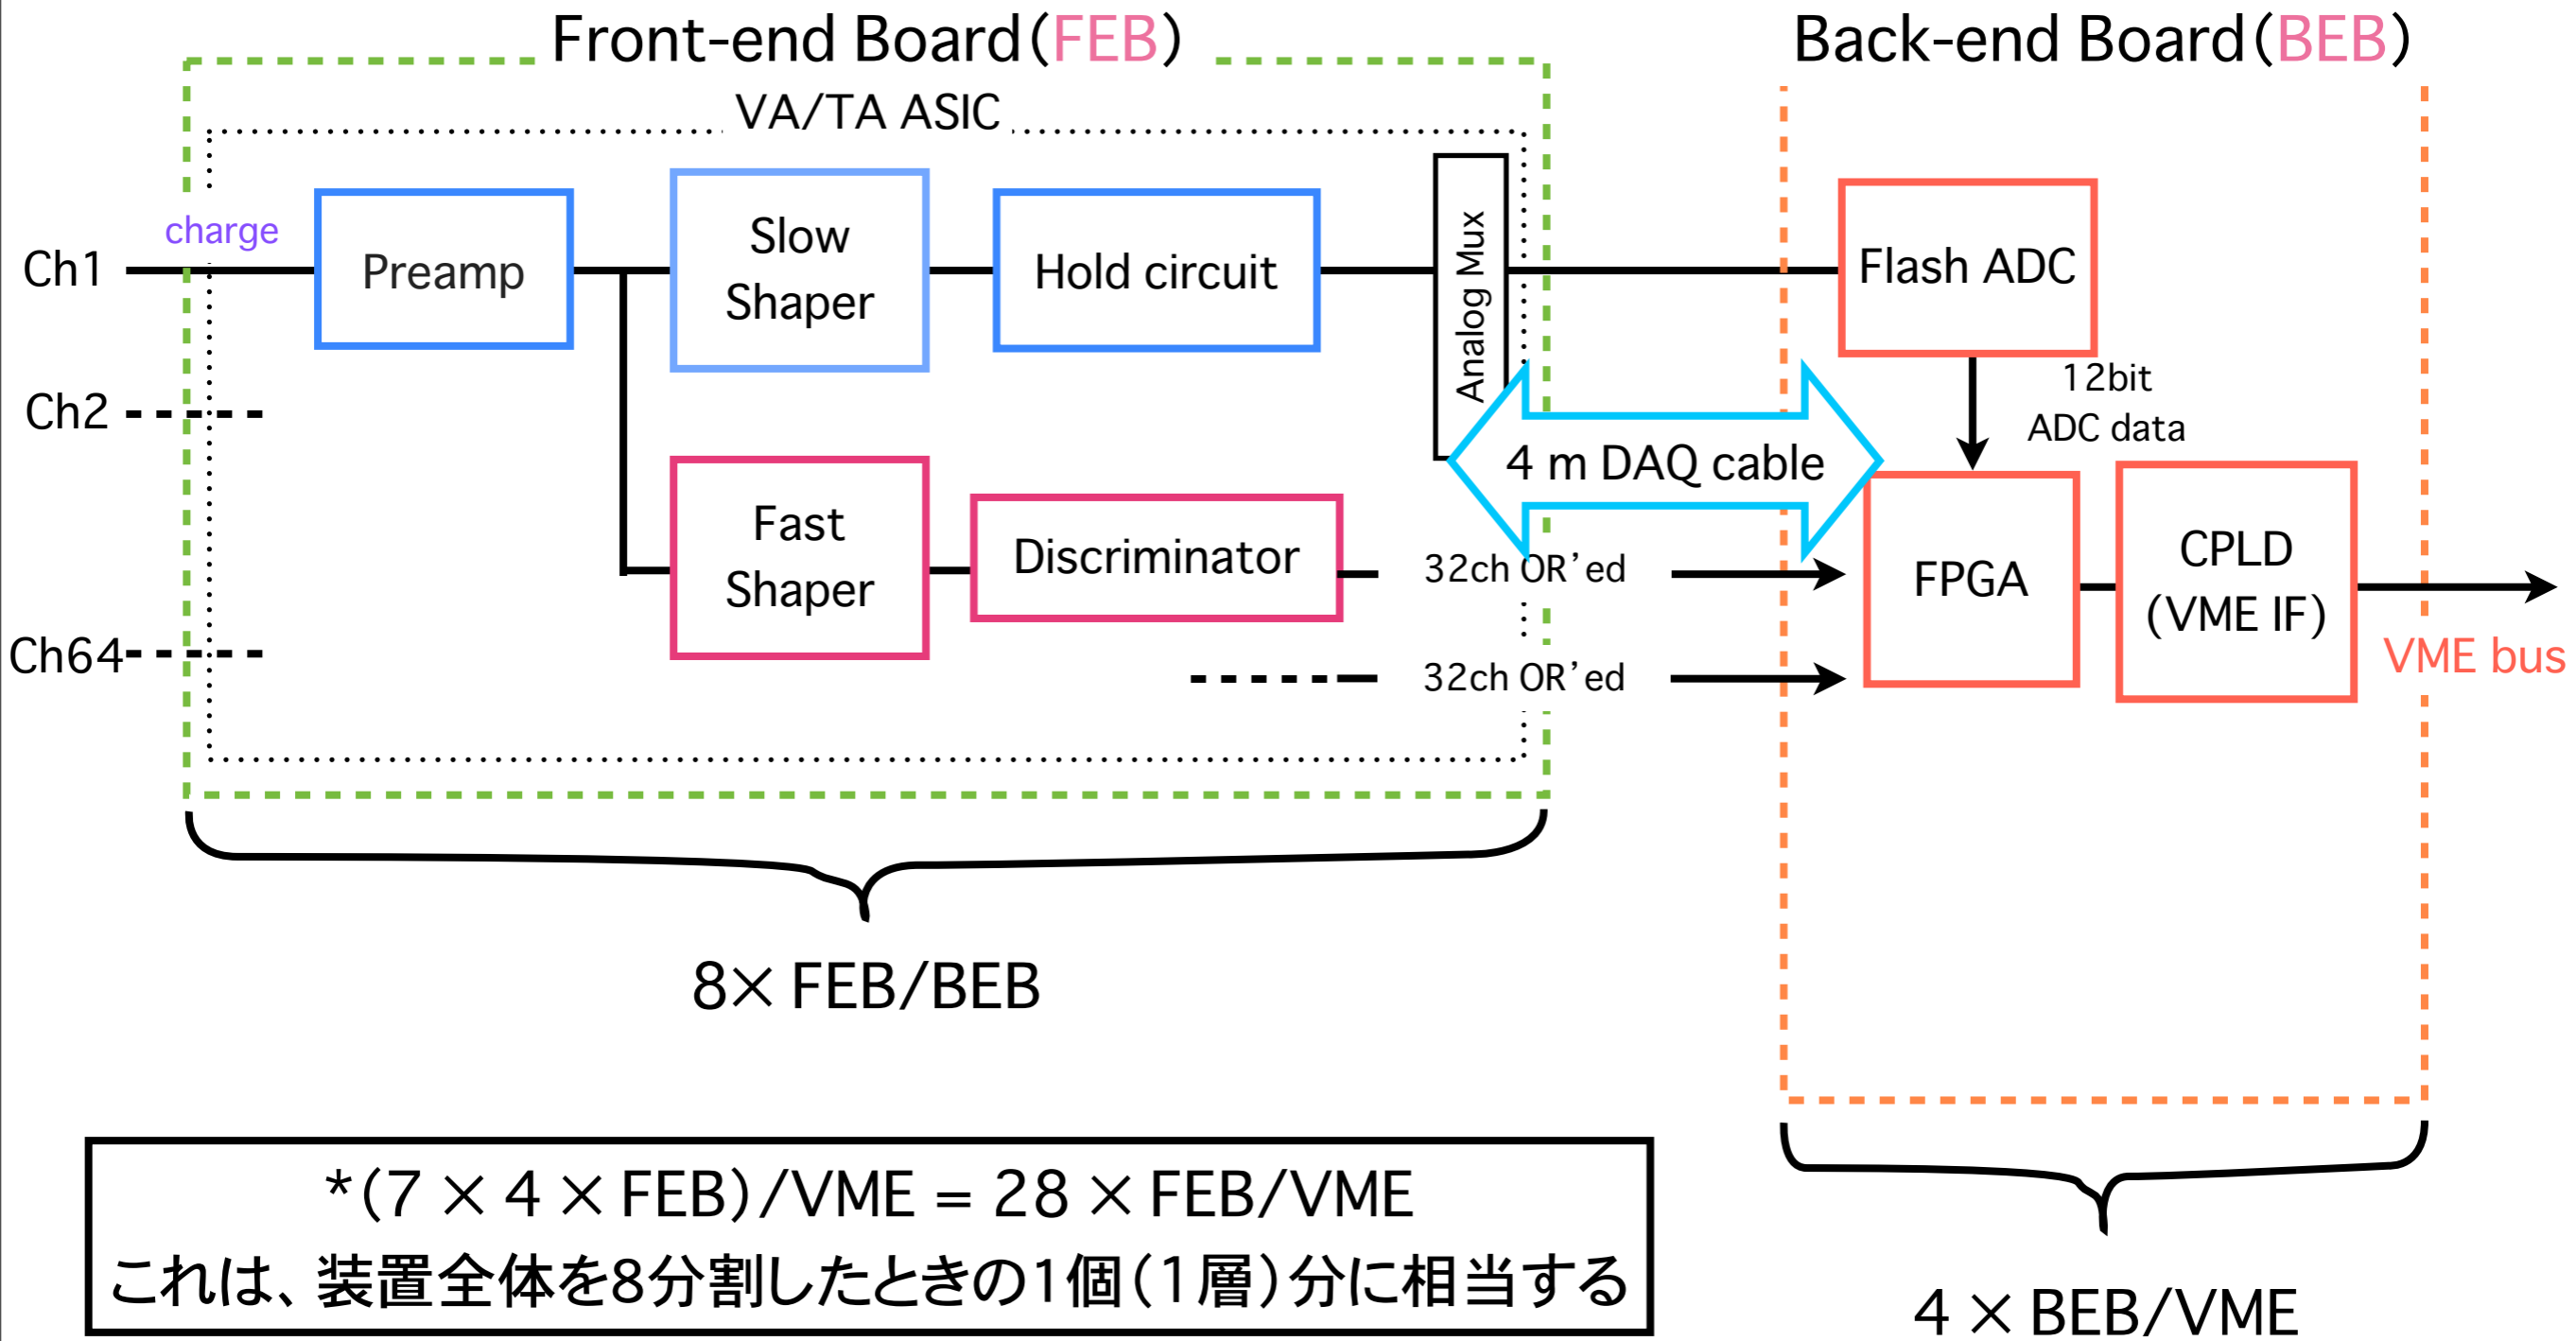 Front-end Board(FEB)
Back-end Board(BEB)
VA/TA ASIC
charge
Ch1
Preamp
Slow
Shaper
Hold circuit
Analog Mux
Flash ADC
12bit
ADC data
Ch2
4 m DAQ cable
Fast
Shaper
Discriminator
32ch OR’ed
FPGA
CPLD
(VME IF)
Ch64
32ch OR’ed
VME bus
8× FEB/BEB
*(7 × 4 × FEB)/VME = 28 × FEB/VME
これは、装置全体を8分割したときの1個(1層)分に相当する
4 × BEB/VME